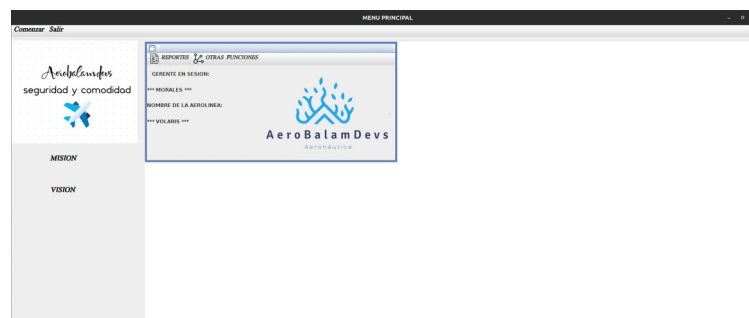 MENU PRINCIPAL
Comenzar Salir
Aerobalamdevs
seguridad y comodidad
MISION
VISION
REPORTES OTRAS FUNCIONES
GERENTE EN SESION:
*** MORALES ***
NOMBRE DE LA AEROLINEA:
*** VOLARIS ***
AeroBalamDevs
Aeronáutica